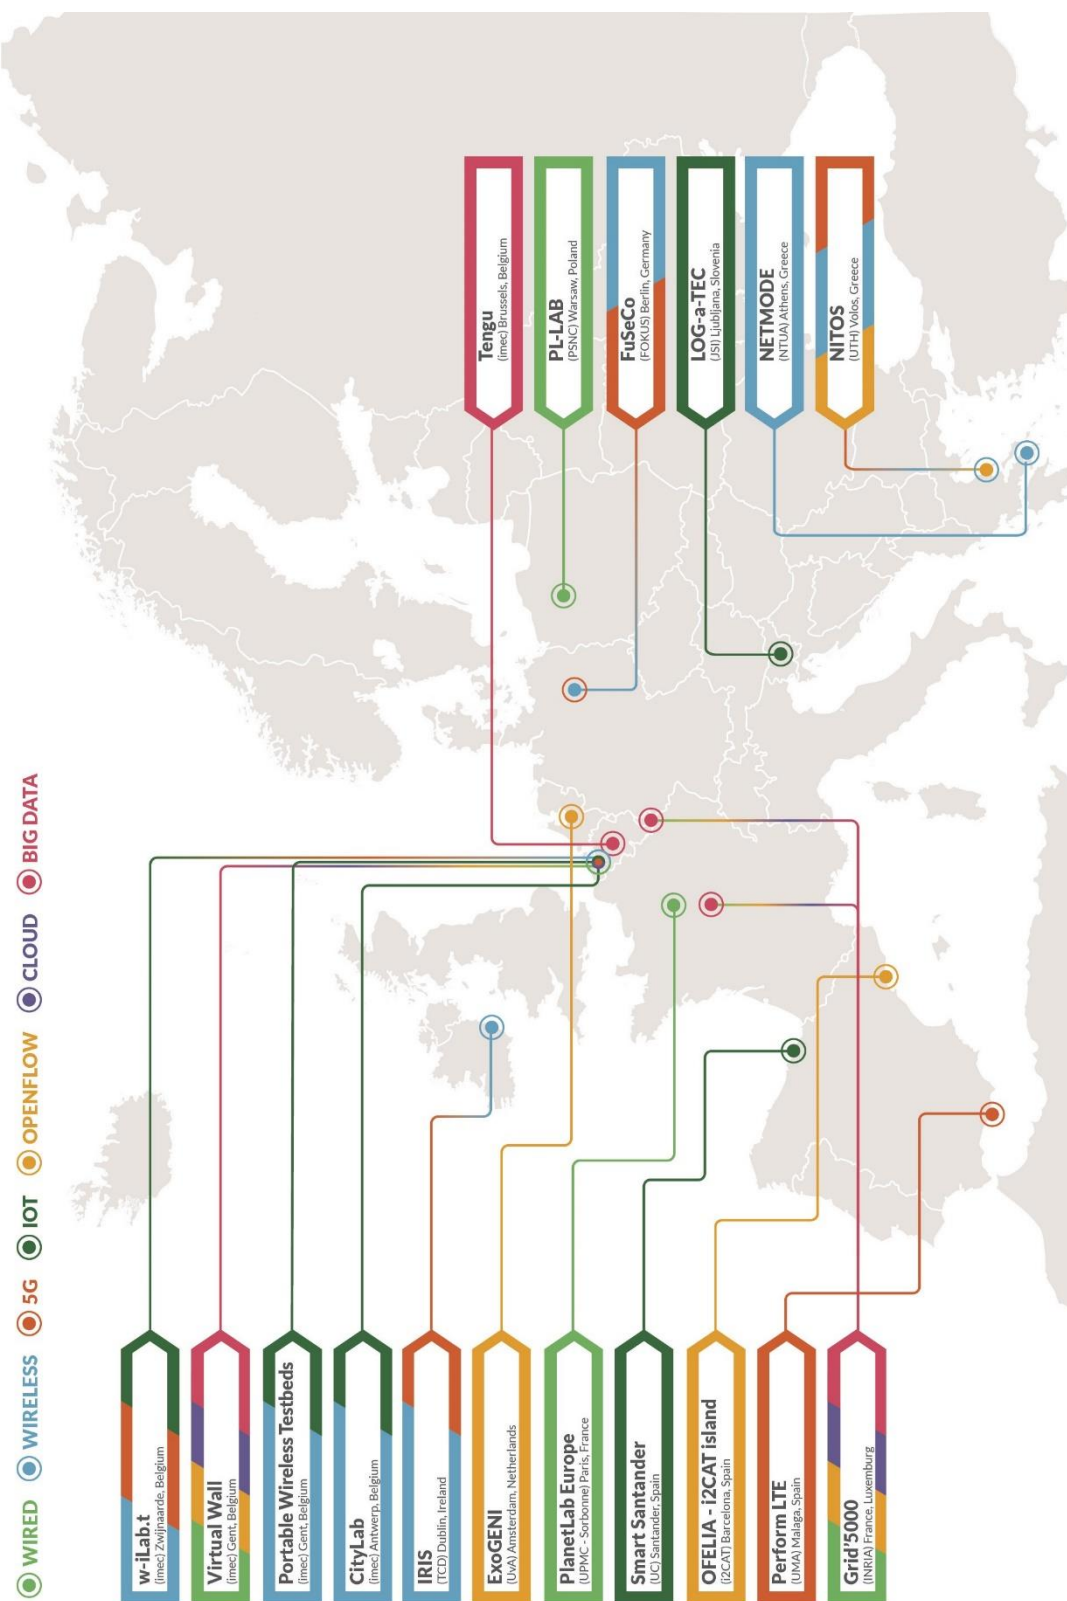 WIRED
WIRELESS
5G
IOT
OPENFLOW
CLOUD
BIG DATA
w-iLab.t
(imec) Zwijnaarde, Belgium
Virtual Wall
(imec) Gent, Belgium
Portable Wireless Testbeds
(imec) Gent, Belgium
CityLab
(imec) Antwerp, Belgium
IRIS
(TCD) Dublin, Ireland
ExoGENI
(UvA) Amsterdam, Netherlands
PlanetLab Europe
(UPMC - Sorbonne) Paris, France
Smart Santander
(UC) Santander, Spain
OFELIA - i2CAT island
(i2CAT) Barcelona, Spain
Perform LTE
(UMA) Malaga, Spain
Grid'5000
(INRIA) France, Luxemburg
Tengu
(imec) Brussels, Belgium
PL-LAB
(PSNC) Warsaw, Poland
FuSeCo
(FOKUS) Berlin, Germany
LOG-a-TEC
(JSI) Ljubljana, Slovenia
NETMODE
(NTUA) Athens, Greece
NITOS
(UTH) Volos, Greece